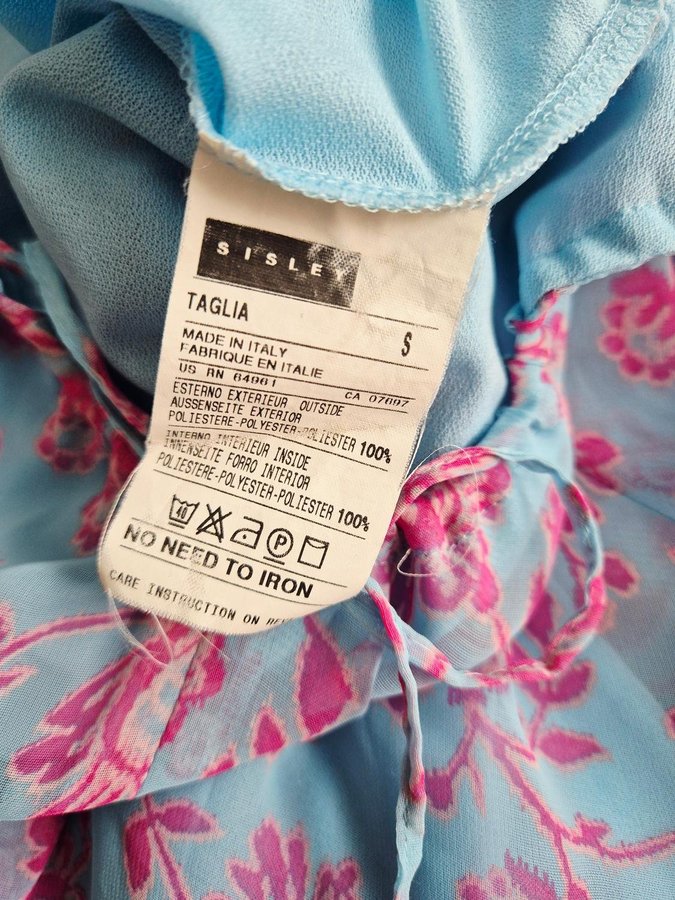 SISLEY
TAGLIA S
MADE IN ITALY
FABRIQUE EN ITALIE
US RN 64961 CA 07697
ESTERNO EXTERIEUR OUTSIDE
AUSSENSEITE EXTERIOR
POLIESTERE-POLYESTER-POLIESTER 100%
INTERNO INTERIEUR INSIDE
INNENSEITE FORRO INTERIOR
POLIESTERE-POLYESTER-POLIESTER 100%
40 P
NO NEED TO IRON
CARE INSTRUCTION ON